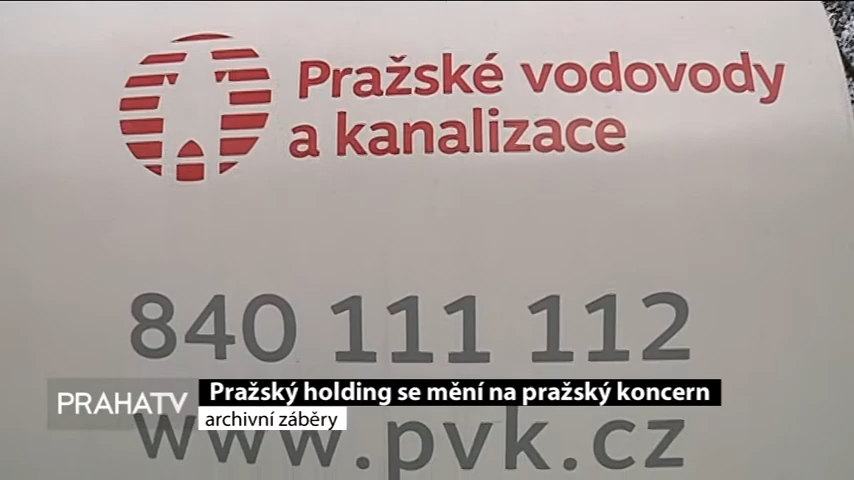 Pražské vodovody
a kanalizace
840 111 112
PRAHATV
Pražský holding se mění na pražský koncern
archivní záběry
www.pvk.cz